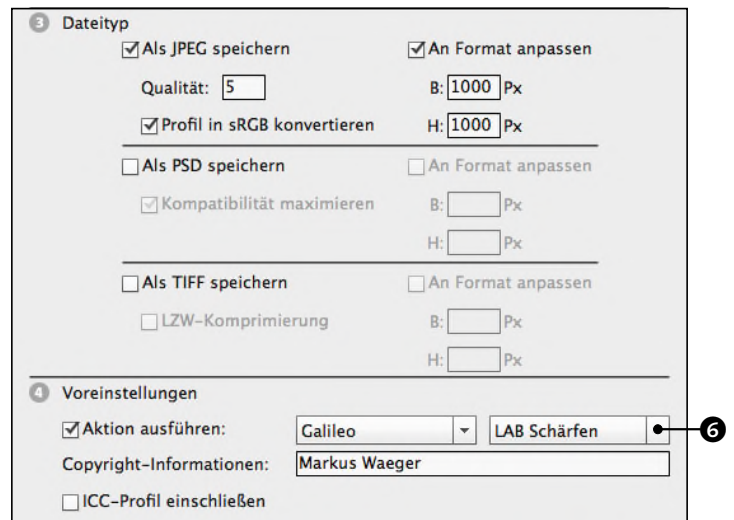 3 Dateityp
Als JPEG speichern An Format anpassen
Qualität: 5 B: 1000 Px
Profil in sRGB konvertieren H: 1000 Px
Als PSD speichern An Format anpassen
Kompatibilität maximieren B: Px
H: Px
Als TIFF speichern An Format anpassen
LZW-Komprimierung B: Px
H: Px
4 Voreinstellungen
Aktion ausführen: Galileo LAB Schärfen 6
Copyright-Informationen: Markus Waeger
ICC-Profil einschließen